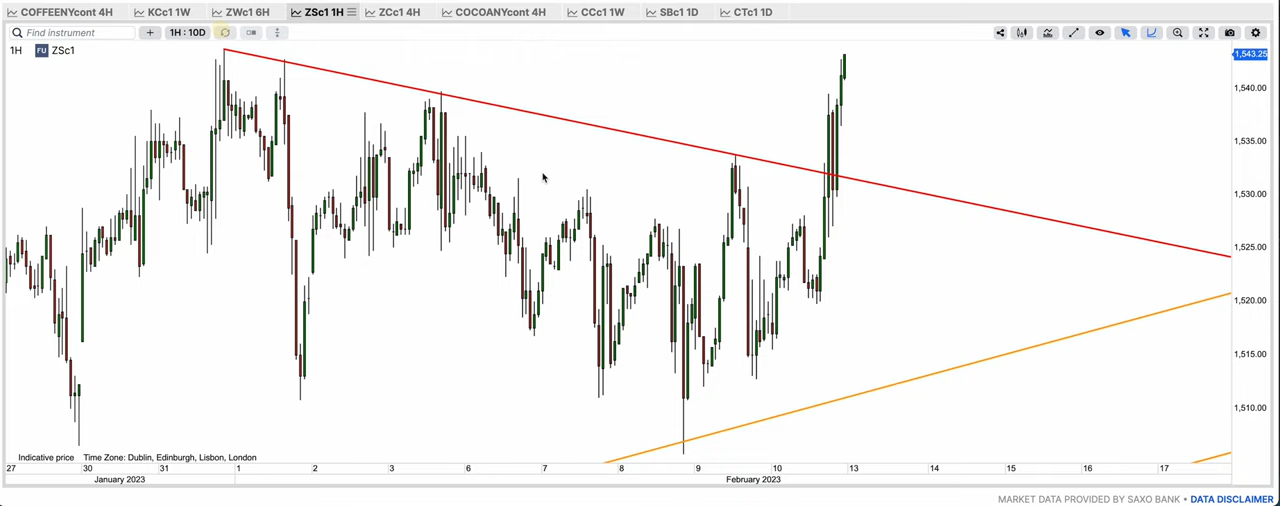 COFFEENYcont 4H KCc1 1W ZWc1 6H ZSc1 1H ZCc1 4H COCOANYcont 4H CCc1 1W SBc1 1D CTc1 1D
Find instrument + 1H : 10D
1H FU ZSc1
1,543.25
1,540.00
1,535.00
1,530.00
1,525.00
1,520.00
1,515.00
1,510.00
Indicative price Time Zone: Dublin, Edinburgh, Lisbon, London
27 30 31 1 2 3 6 7 8 9 10 13 14 15 16 17
January 2023 February 2023
MARKET DATA PROVIDED BY SAXO BANK • DATA DISCLAIMER